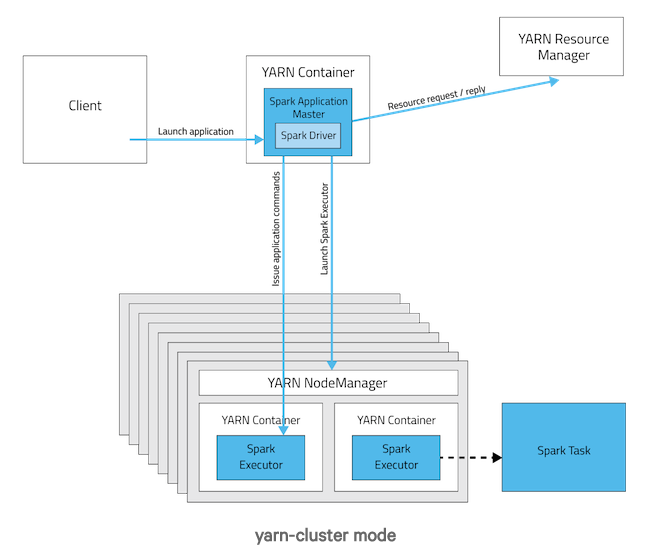 YARN Resource
Manager
Client
YARN Container
Spark Application
Master
Spark Driver
Launch application
Resource request / reply
Issue application commands
Launch Spark Executor
YARN NodeManager
YARN Container
Spark
Executor
YARN Container
Spark
Executor
Spark Task
yarn-cluster mode